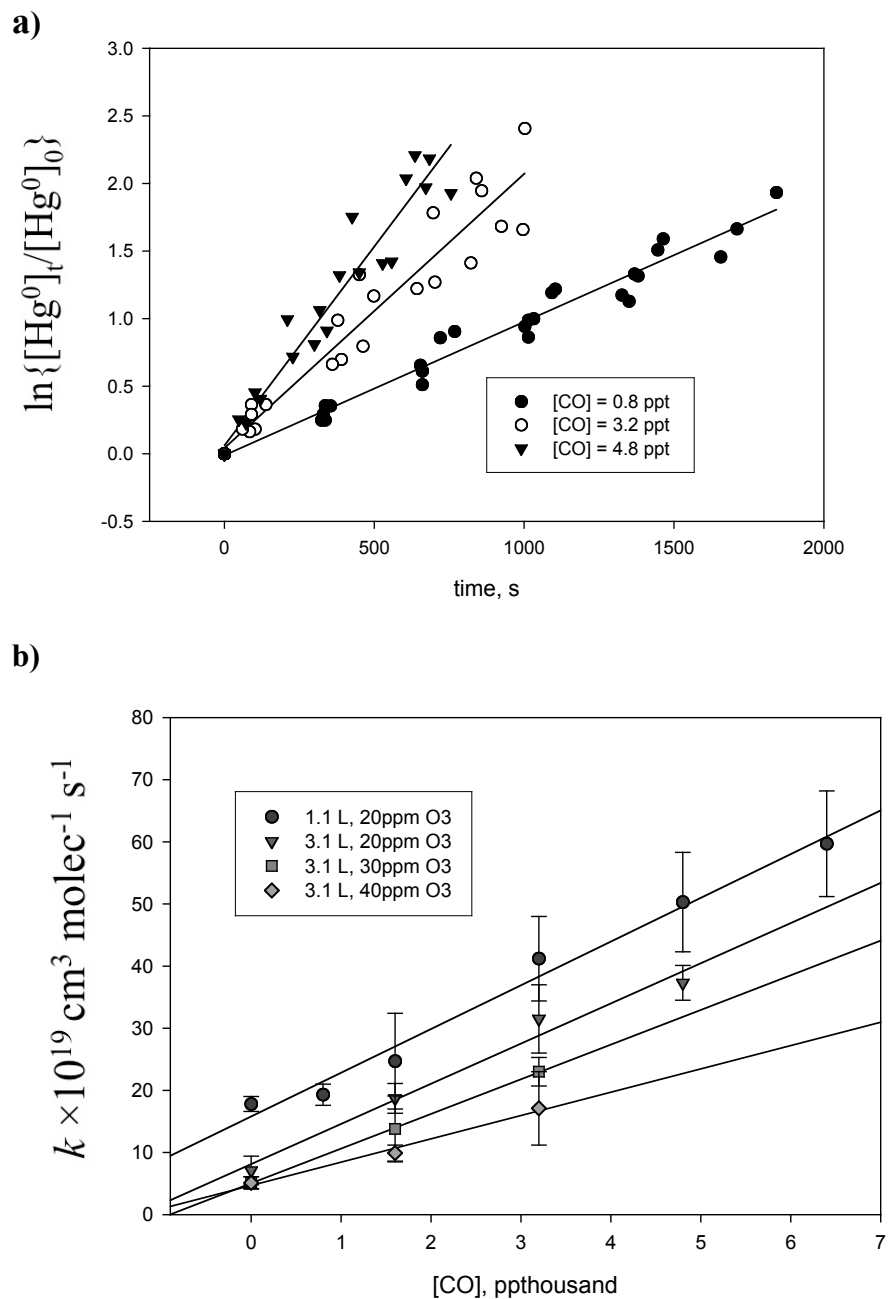 a)
3.0
2.5
2.0
1.5
1.0
0.5
0.0
-0.5
ln{[Hg⁰]ₜ/[Hg⁰]₀}
[CO] = 0.8 ppt
[CO] = 3.2 ppt
[CO] = 4.8 ppt
0 500 1000 1500 2000
time, s
b)
80
70
60
50
40
30
20
10
0
k ×10¹⁹ cm³ molec⁻¹ s⁻¹
1.1 L, 20ppm O3
3.1 L, 20ppm O3
3.1 L, 30ppm O3
3.1 L, 40ppm O3
0 1 2 3 4 5 6 7
[CO], ppthousand